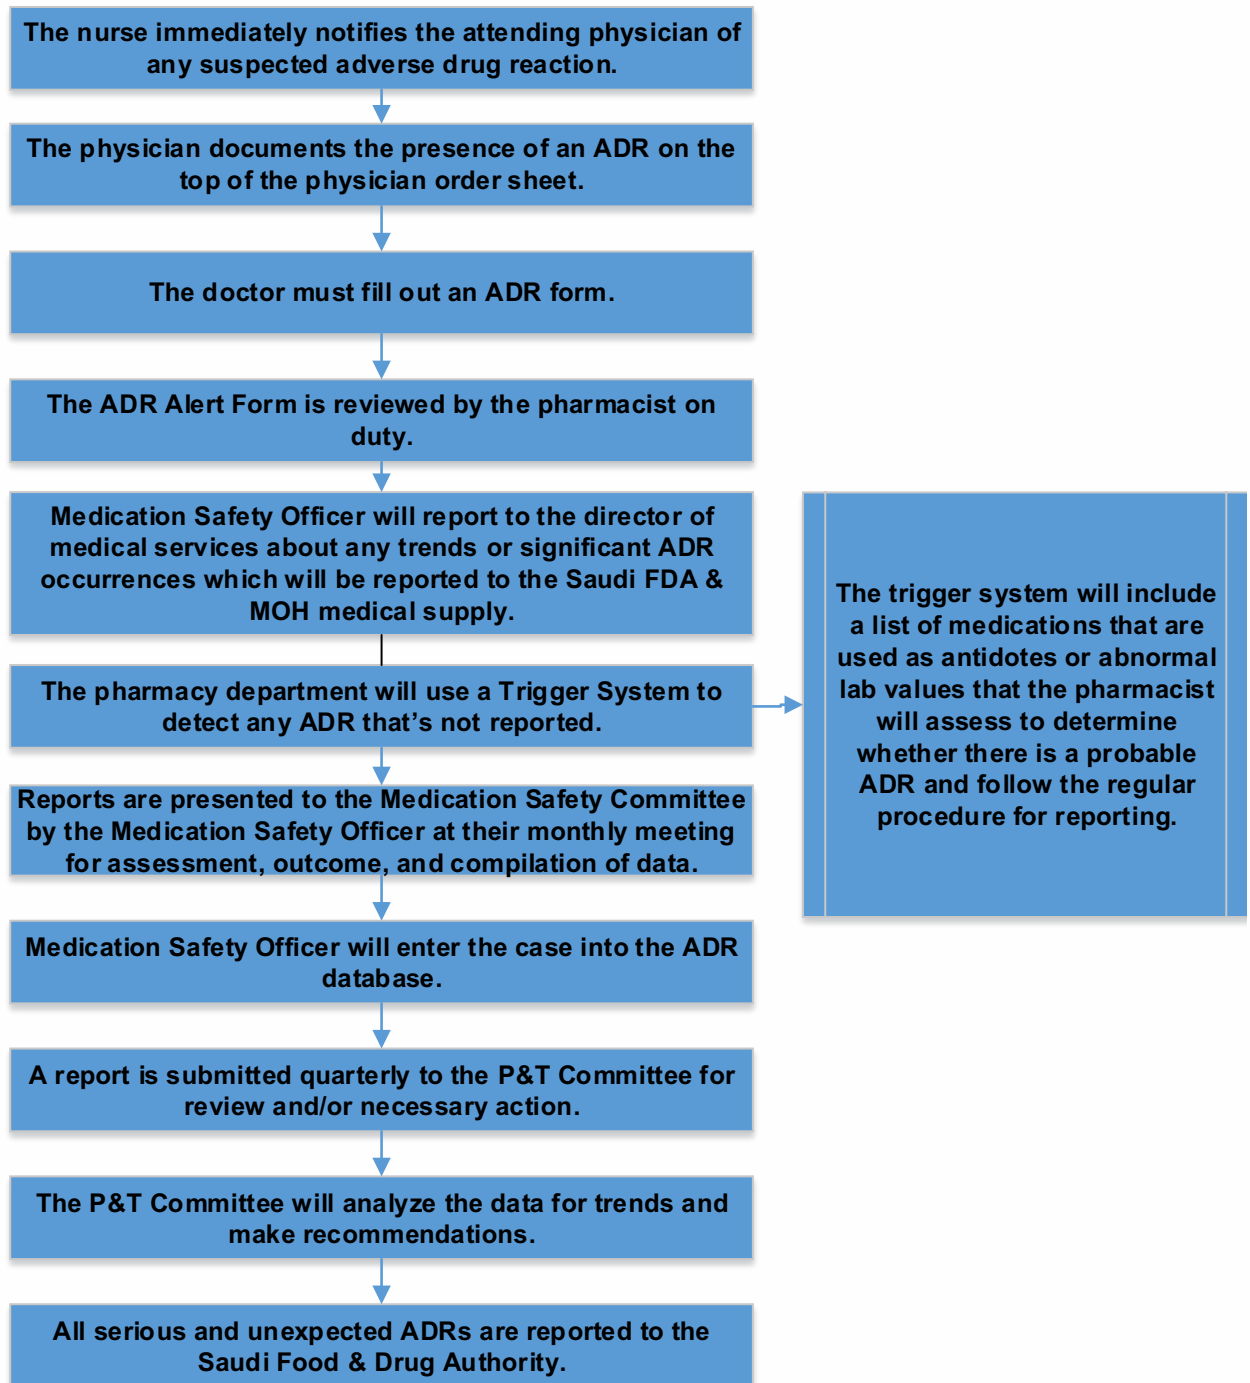 The nurse immediately notifies the attending physician of
any suspected adverse drug reaction.
The physician documents the presence of an ADR on the
top of the physician order sheet.
The doctor must fill out an ADR form.
The ADR Alert Form is reviewed by the pharmacist on
duty.
Medication Safety Officer will report to the director of
medical services about any trends or significant ADR
occurrences which will be reported to the Saudi FDA &
MOH medical supply.
The pharmacy department will use a Trigger System to
detect any ADR that’s not reported.
The trigger system will include
a list of medications that are
used as antidotes or abnormal
lab values that the pharmacist
will assess to determine
whether there is a probable
ADR and follow the regular
procedure for reporting.
Reports are presented to the Medication Safety Committee
by the Medication Safety Officer at their monthly meeting
for assessment, outcome, and compilation of data.
Medication Safety Officer will enter the case into the ADR
database.
A report is submitted quarterly to the P&T Committee for
review and/or necessary action.
The P&T Committee will analyze the data for trends and
make recommendations.
All serious and unexpected ADRs are reported to the
Saudi Food & Drug Authority.